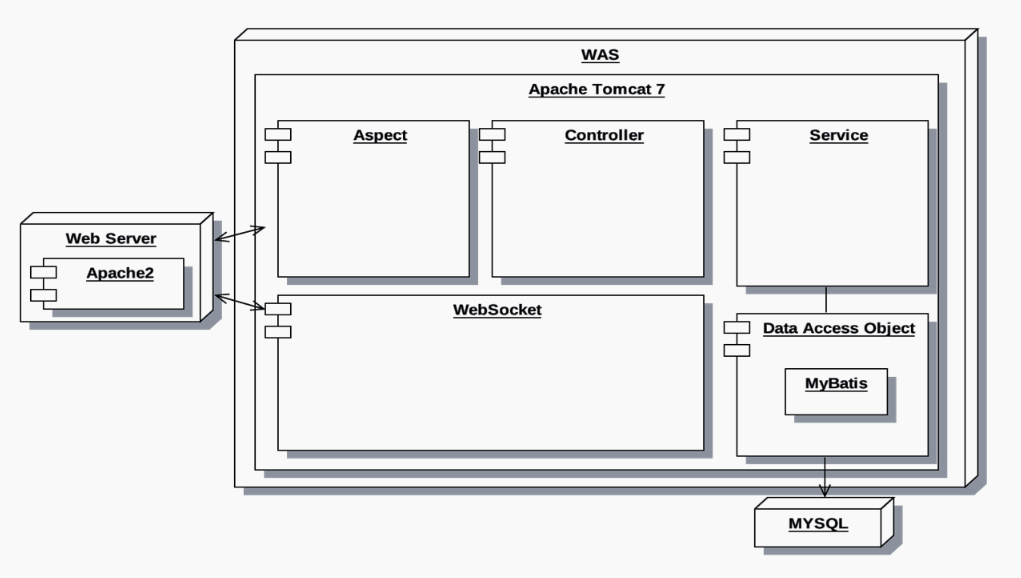 WAS
Apache Tomcat 7
Aspect
Controller
Service
Web Server
Apache2
WebSocket
Data Access Object
MyBatis
MYSQL